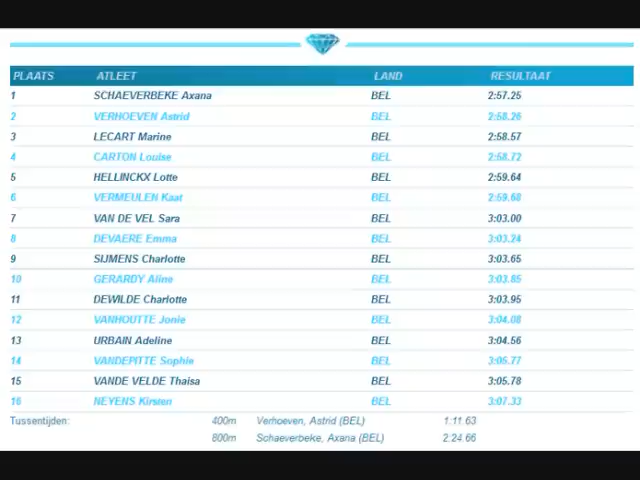 PLAATS ATLEET LAND RESULTAAT
1 SCHAEVERBEKE Axana BEL 2:57.25
2 VERHOEVEN Astrid BEL 2:58.26
3 LECART Marine BEL 2:58.57
4 CARTON Louise BEL 2:58.72
5 HELLINCKX Lotte BEL 2:59.64
6 VERMEULEN Kaat BEL 2:59.68
7 VAN DE VEL Sara BEL 3:03.00
8 DEVAERE Emma BEL 3:03.24
9 SIJMENS Charlotte BEL 3:03.65
10 GERARDY Aline BEL 3:03.85
11 DEWILDE Charlotte BEL 3:03.95
12 VANHOUTTE Jonie BEL 3:04.08
13 URBAIN Adeline BEL 3:04.56
14 VANDEPITTE Sophie BEL 3:05.77
15 VANDE VELDE Thaisa BEL 3:05.78
16 NEYENS Kirsten BEL 3:07.33
Tussentijden: 400m Verhoeven, Astrid (BEL) 1:11.63
800m Schaeverbeke, Axana (BEL) 2:24.66